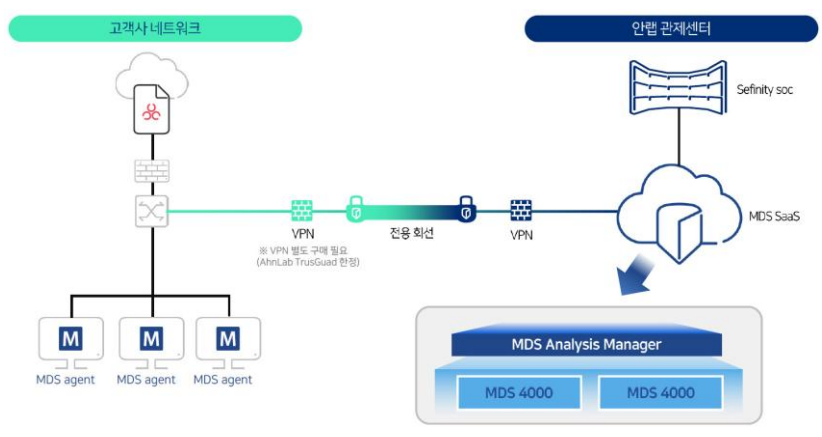 고객사 네트워크
안랩 관제센터
Sefinity soc
MDS SaaS
VPN
전용 회선
VPN
※ VPN 별도 구매 필요
(AhnLab TrusGuad 한정)
M
M
M
MDS agent
MDS agent
MDS agent
MDS Analysis Manager
MDS 4000
MDS 4000